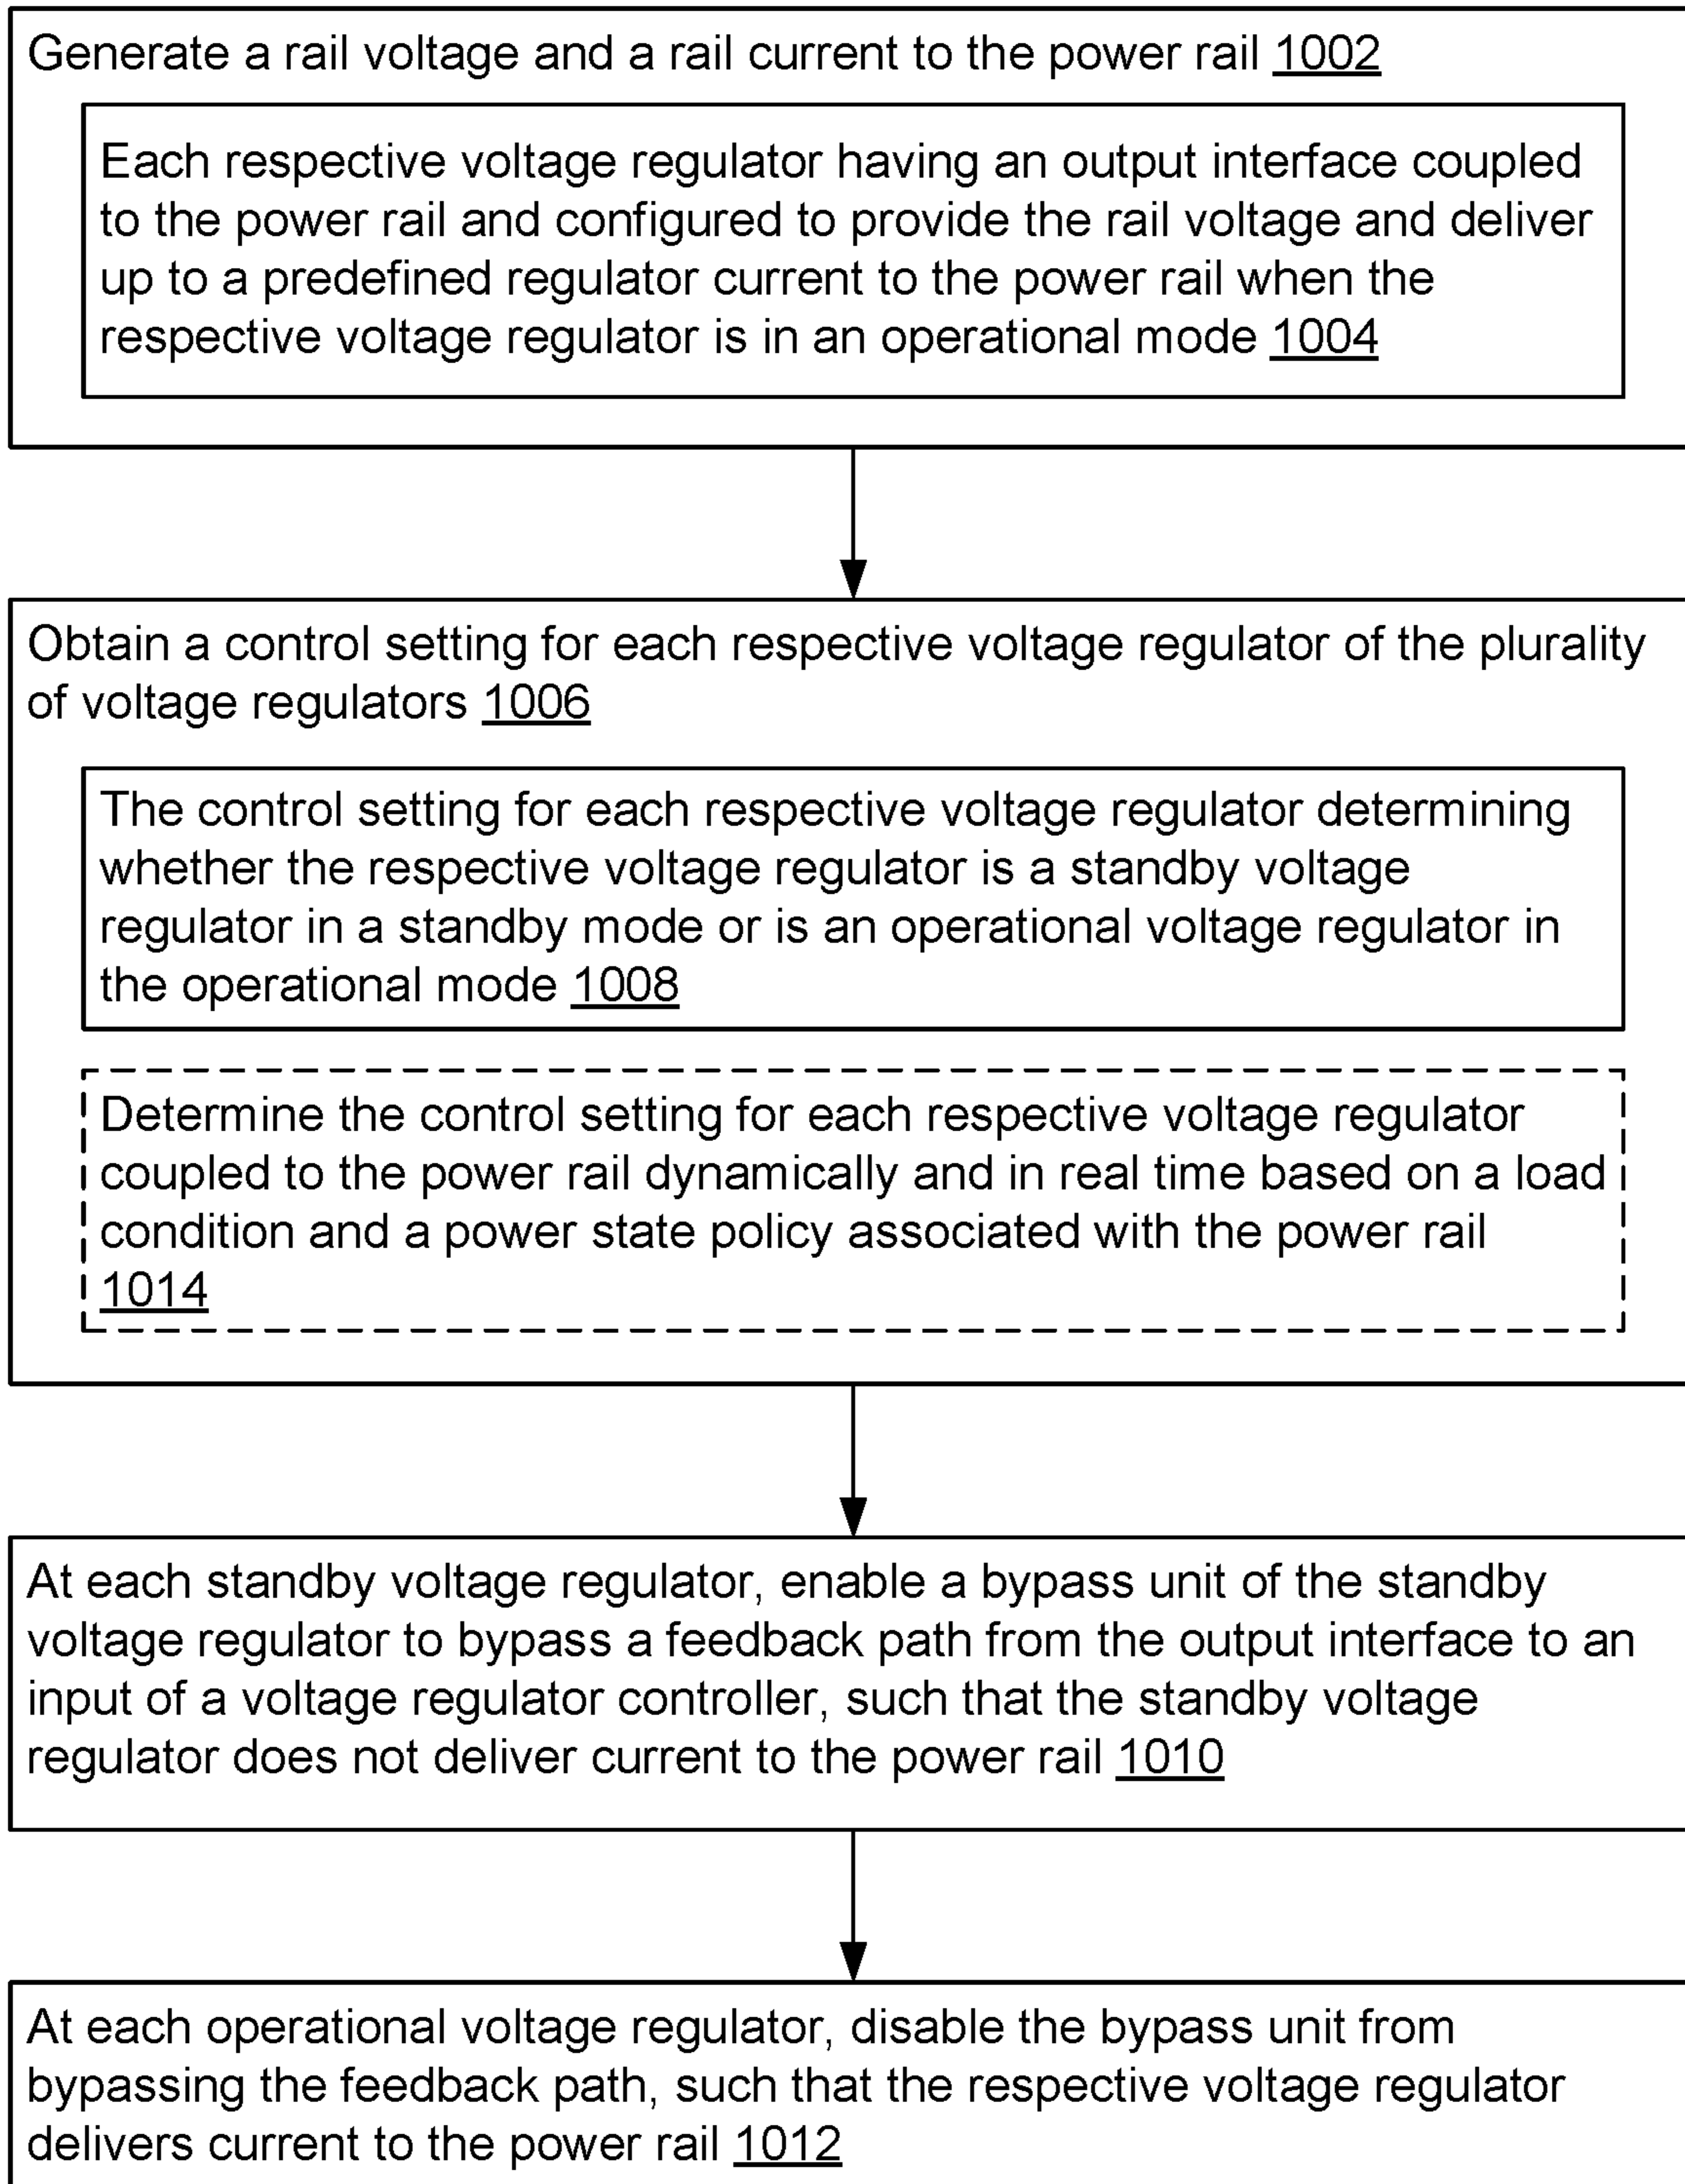 Generate a rail voltage and a rail current to the power rail 1002
Each respective voltage regulator having an output interface coupled
to the power rail and configured to provide the rail voltage and deliver
up to a predefined regulator current to the power rail when the
respective voltage regulator is in an operational mode 1004
Obtain a control setting for each respective voltage regulator of the plurality
of voltage regulators 1006
The control setting for each respective voltage regulator determining
whether the respective voltage regulator is a standby voltage
regulator in a standby mode or is an operational voltage regulator in
the operational mode 1008
Determine the control setting for each respective voltage regulator
coupled to the power rail dynamically and in real time based on a load
condition and a power state policy associated with the power rail
1014
At each standby voltage regulator, enable a bypass unit of the standby
voltage regulator to bypass a feedback path from the output interface to an
input of a voltage regulator controller, such that the standby voltage
regulator does not deliver current to the power rail 1010
At each operational voltage regulator, disable the bypass unit from
bypassing the feedback path, such that the respective voltage regulator
delivers current to the power rail 1012